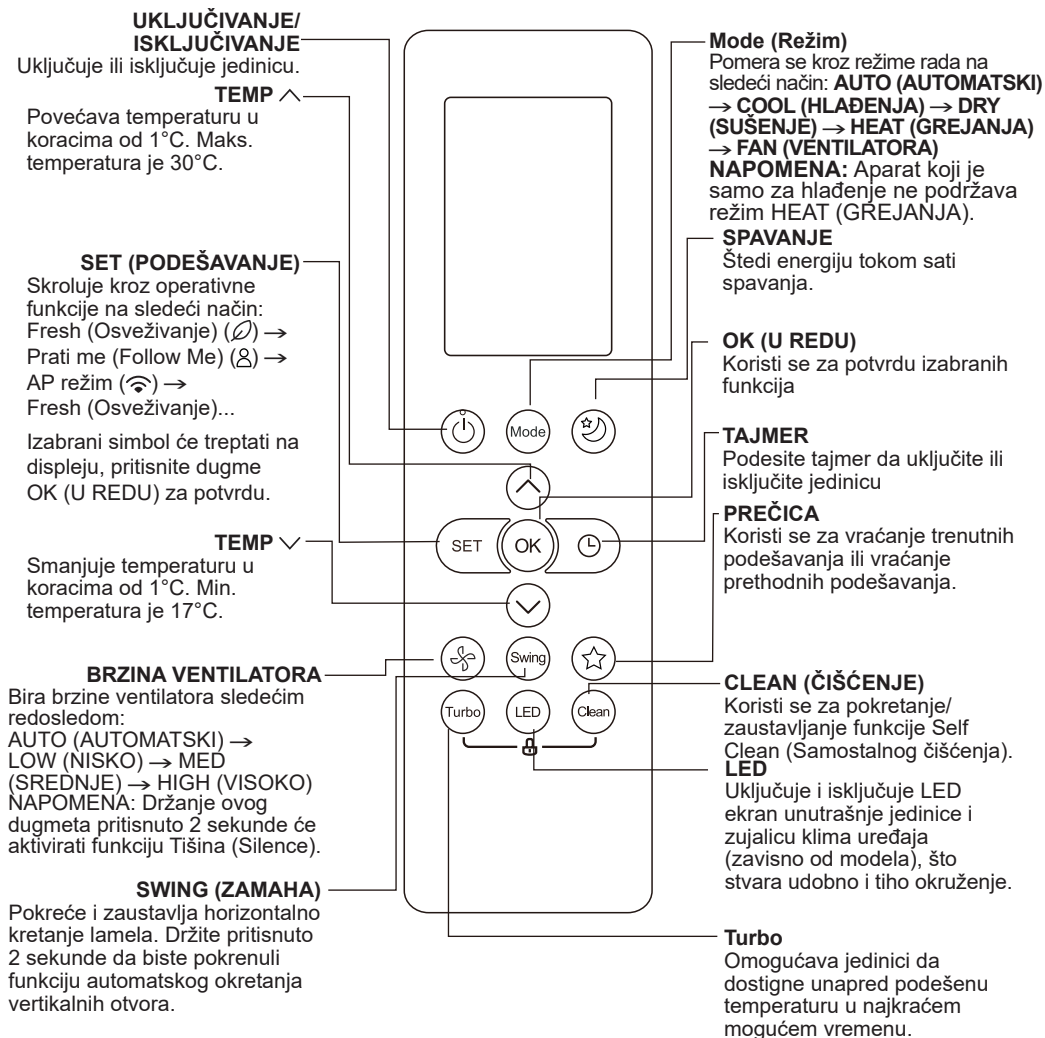 UKLJUČIVANJE/
ISKLJUČIVANJE
Uključuje ili isključuje jedinicu.
TEMP ︿
Povećava temperaturu u
koracima od 1°C. Maks.
temperatura je 30°C.
SET (PODEŠAVANJE)
Skroluje kroz operativne
funkcije na sledeći način:
Fresh (Osveživanje) () →
Prati me (Follow Me) () →
AP režim () →
Fresh (Osveživanje)...
Izabrani simbol će treptati na
displeju, pritisnite dugme
OK (U REDU) za potvrdu.
TEMP ﹀
Smanjuje temperaturu u
koracima od 1°C. Min.
temperatura je 17°C.
BRZINA VENTILATORA
Bira brzine ventilatora sledećim
redosledom:
AUTO (AUTOMATSKI) →
LOW (NISKO) → MED
(SREDNJE) → HIGH (VISOKO)
NAPOMENA: Držanje ovog
dugmeta pritisnuto 2 sekunde će
aktivirati funkciju Tišina (Silence).
SWING (ZAMAHA)
Pokreće i zaustavlja horizontalno
kretanje lamela. Držite pritisnuto
2 sekunde da biste pokrenuli
funkciju automatskog okretanja
vertikalnih otvora.
Mode
SET
OK
Swing
Turbo
LED
Clean
Mode (Režim)
Pomera se kroz režime rada na
sledeći način: AUTO (AUTOMATSKI)
→ COOL (HLAĐENJA) → DRY
(SUŠENJE) → HEAT (GREJANJA)
→ FAN (VENTILATORA)
NAPOMENA: Aparat koji je
samo za hlađenje ne podržava
režim HEAT (GREJANJA).
SPAVANJE
Štedi energiju tokom sati
spavanja.
OK (U REDU)
Koristi se za potvrdu izabranih
funkcija
TAJMER
Podesite tajmer da uključite ili
isključite jedinicu
PREČICA
Koristi se za vraćanje trenutnih
podešavanja ili vraćanje
prethodnih podešavanja.
CLEAN (ČIŠĆENJE)
Koristi se za pokretanje/
zaustavljanje funkcije Self
Clean (Samostalnog čišćenja).
LED
Uključuje i isključuje LED
ekran unutrašnje jedinice i
zujalicu klima uređaja
(zavisno od modela), što
stvara udobno i tiho okruženje.
Turbo
Omogućava jedinici da
dostigne unapred podešenu
temperaturu u najkraćem
mogućem vremenu.